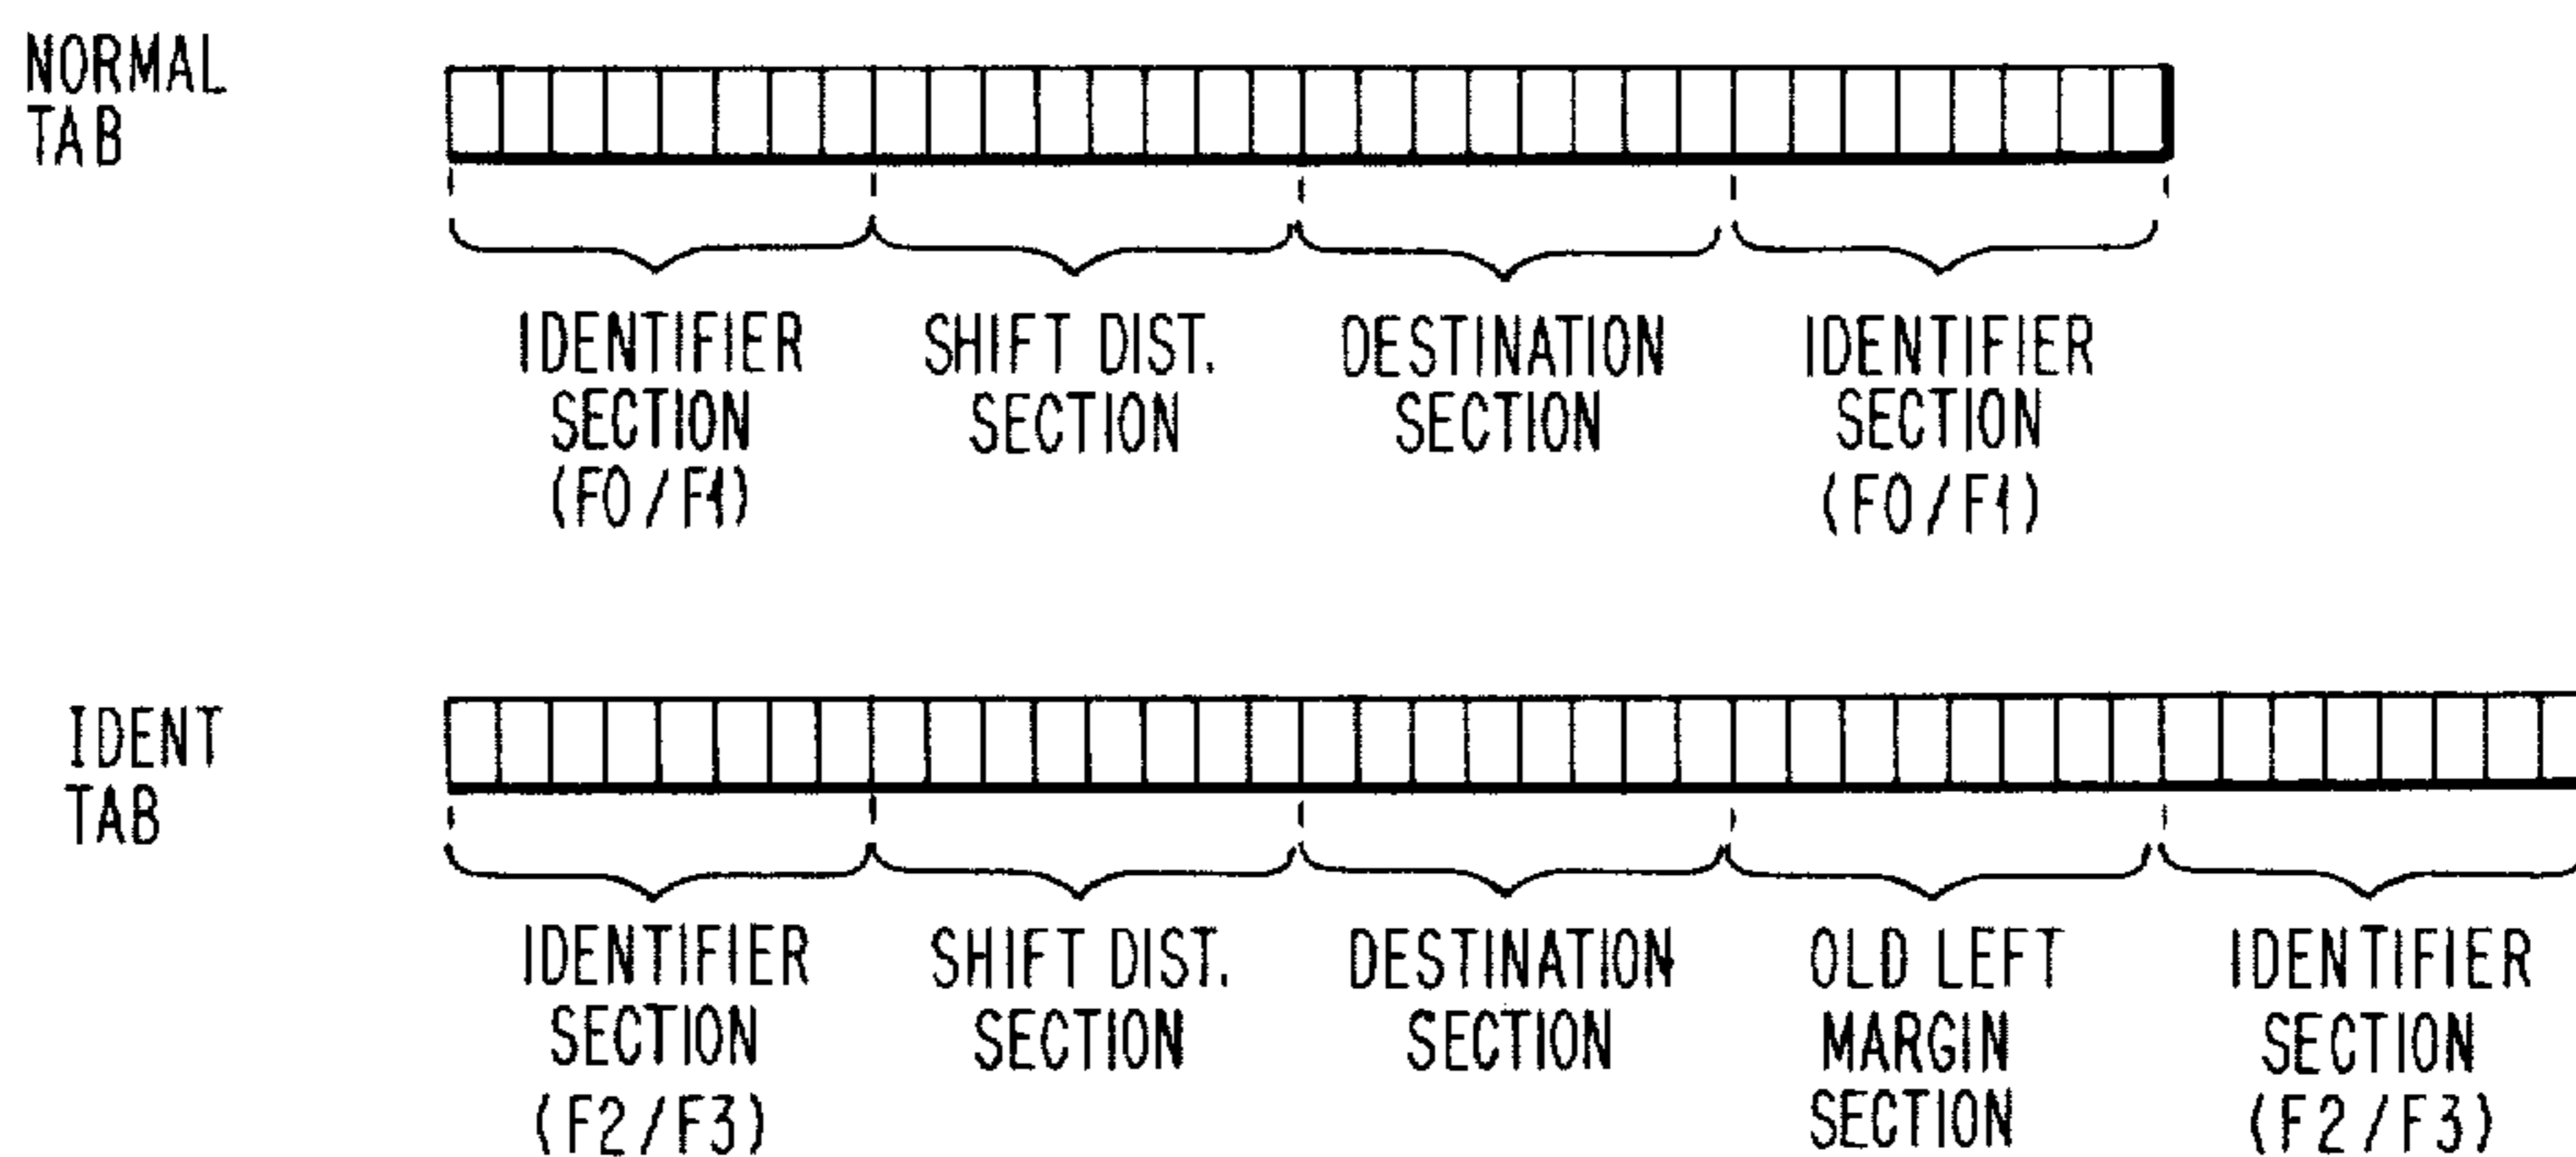 NORMAL
TAB
IDENTIFIER
SECTION
(F0/F1)
SHIFT DIST.
SECTION
DESTINATION
SECTION
IDENTIFIER
SECTION
(F0/F1)
IDENT
TAB
IDENTIFIER
SECTION
(F2/F3)
SHIFT DIST.
SECTION
DESTINATION
SECTION
OLD LEFT
MARGIN
SECTION
IDENTIFIER
SECTION
(F2/F3)